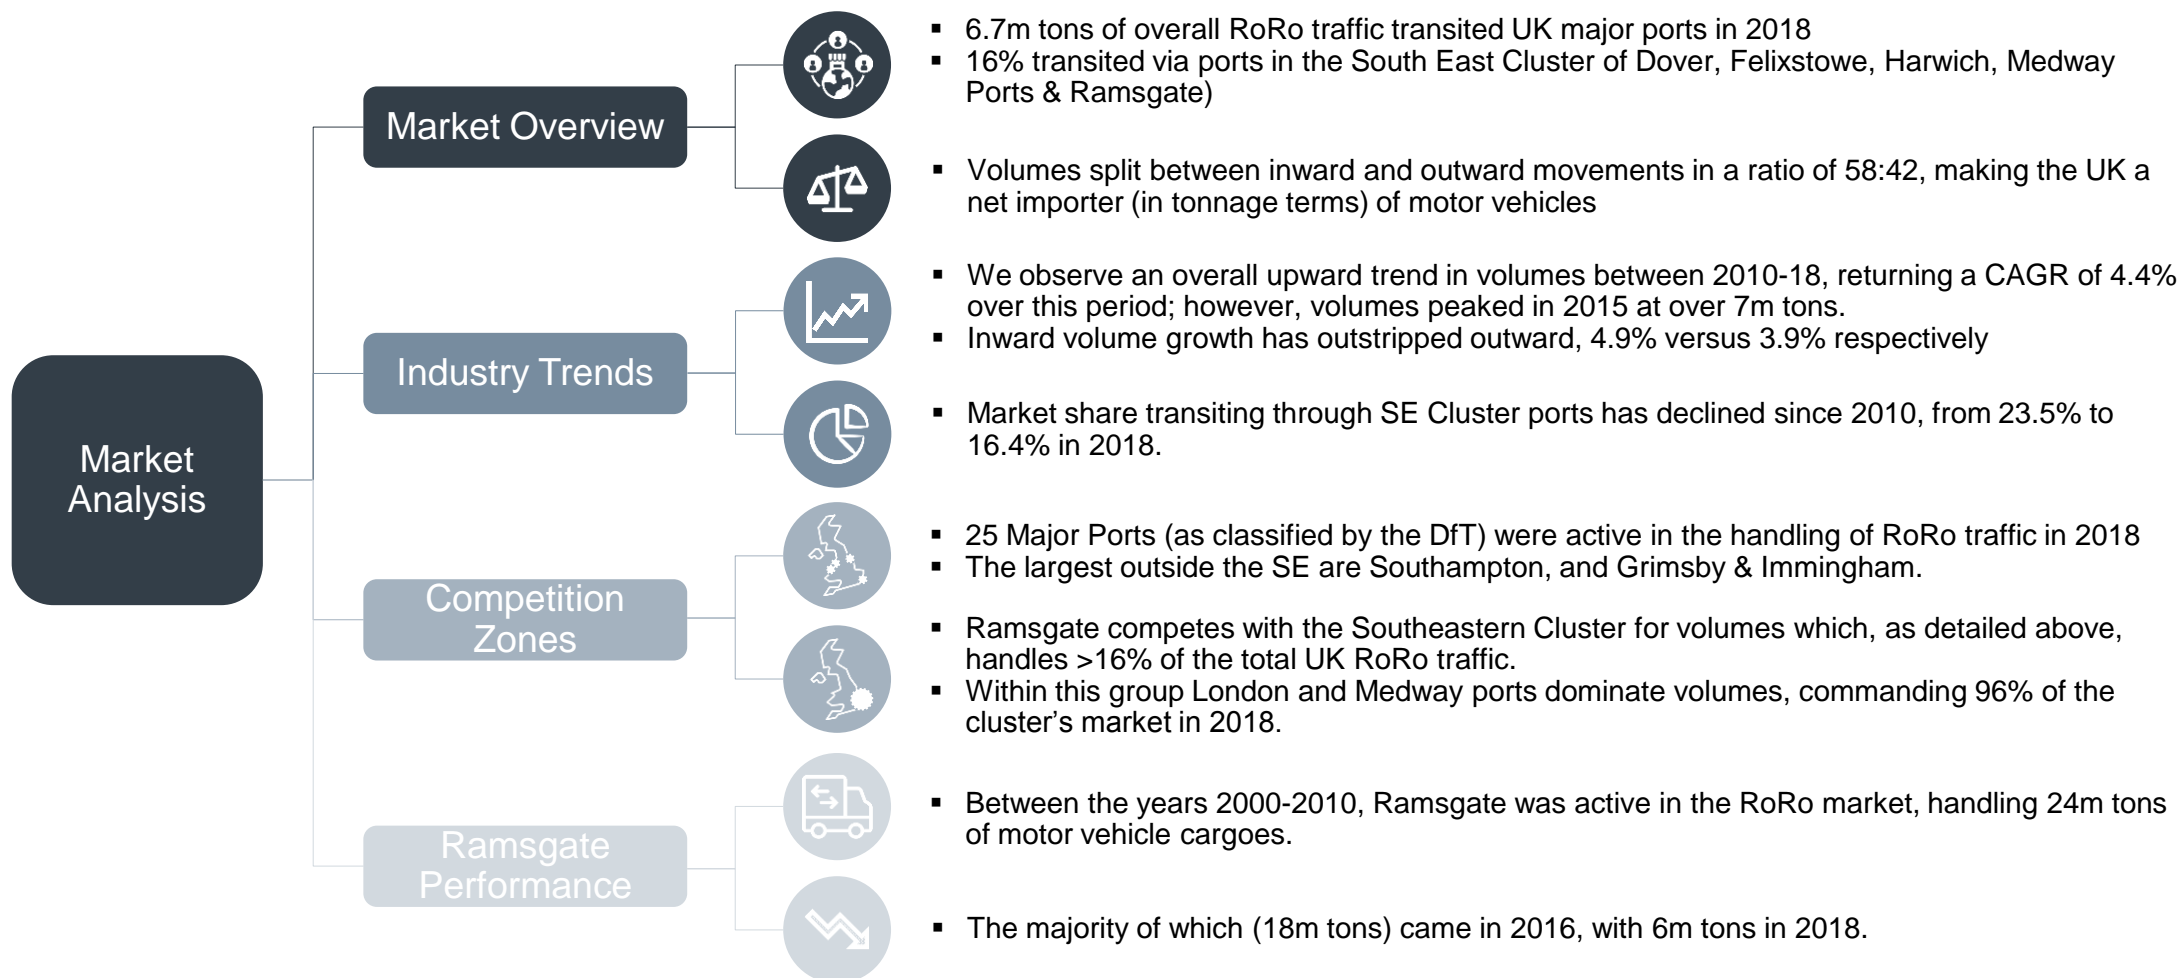 Market
Analysis
Market Overview
▪ 6.7m tons of overall RoRo traffic transited UK major ports in 2018
▪ 16% transited via ports in the South East Cluster of Dover, Felixstowe, Harwich, Medway
Ports & Ramsgate)
▪ Volumes split between inward and outward movements in a ratio of 58:42, making the UK a
net importer (in tonnage terms) of motor vehicles
Industry Trends
▪ We observe an overall upward trend in volumes between 2010-18, returning a CAGR of 4.4%
over this period; however, volumes peaked in 2015 at over 7m tons.
▪ Inward volume growth has outstripped outward, 4.9% versus 3.9% respectively
▪ Market share transiting through SE Cluster ports has declined since 2010, from 23.5% to
16.4% in 2018.
Competition
Zones
▪ 25 Major Ports (as classified by the DfT) were active in the handling of RoRo traffic in 2018
▪ The largest outside the SE are Southampton, and Grimsby & Immingham.
▪ Ramsgate competes with the Southeastern Cluster for volumes which, as detailed above,
handles >16% of the total UK RoRo traffic.
▪ Within this group London and Medway ports dominate volumes, commanding 96% of the
cluster’s market in 2018.
Ramsgate
Performance
▪ Between the years 2000-2010, Ramsgate was active in the RoRo market, handling 24m tons
of motor vehicle cargoes.
▪ The majority of which (18m tons) came in 2016, with 6m tons in 2018.